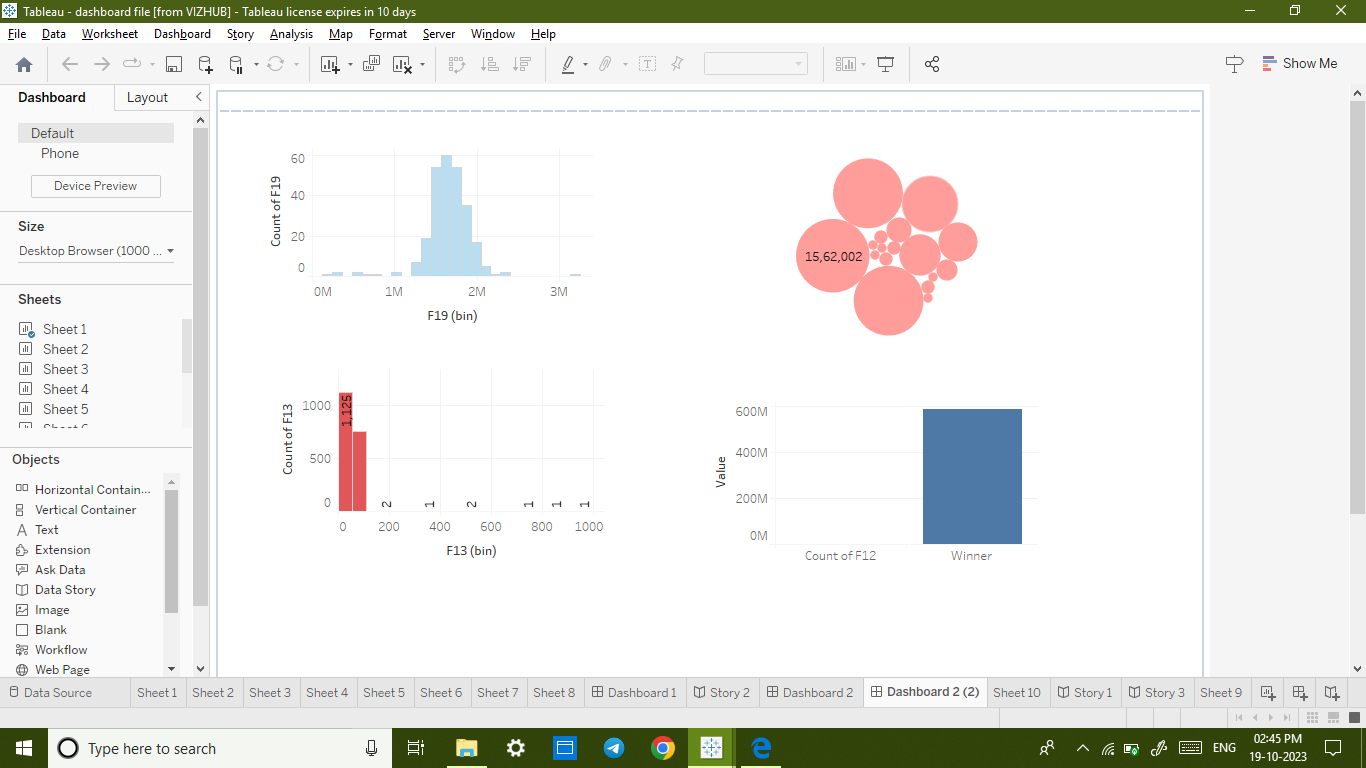 Tableau - dashboard file [from VIZHUB] - Tableau license expires in 10 days
File Data Worksheet Dashboard Story Analysis Map Format Server Window Help
Show Me
Dashboard Layout
Default
Phone
Device Preview
Size
Desktop Browser (1000 ...
Sheets
Sheet 1
Sheet 2
Sheet 3
Sheet 4
Sheet 5
Objects
Horizontal Contain...
Vertical Container
Text
Extension
Ask Data
Data Story
Image
Blank
Workflow
Web Page
Count of F19
60
40
20
0
0M 1M 2M 3M
F19 (bin)
15,62,002
Count of F13
1000
500
0
1,125
2 1 2 1 1 1
0 200 400 600 800 1000
F13 (bin)
Value
600M
400M
200M
0M
Count of F12 Winner
Data Source Sheet 1 Sheet 2 Sheet 3 Sheet 4 Sheet 5 Sheet 6 Sheet 7 Sheet 8 Dashboard 1 Story 2 Dashboard 2 Dashboard 2 (2) Sheet 10 Story 1 Story 3 Sheet 9
Type here to search
ENG
02:45 PM
19-10-2023